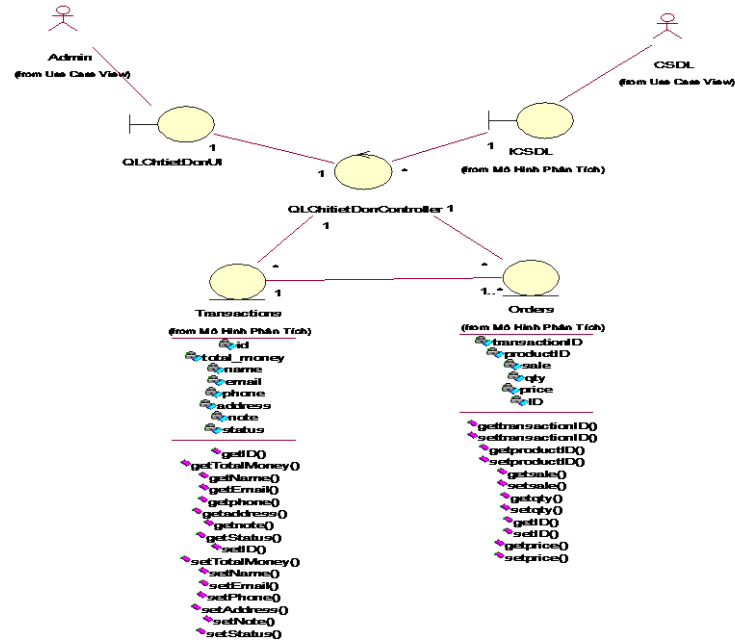 Admin
(from Use Case View)
CSDL
(from Use Case View)
1
QLChtietDonUI
1
ICSDL
(from Mô Hình Phân Tích)
1
*
QLChitietDonController
1
1
*
*
1
1..*
Transactions
(from Mô Hình Phân Tích)
id
total_money
name
email
phone
address
note
status
getID()
getTotalMoney()
getName()
getEmail()
getphone()
getaddress()
getnote()
getStatus()
setID()
setTotalMoney()
setName()
setEmail()
setPhone()
setAddress()
setNote()
setStatus()
Orders
(from Mô Hình Phân Tích)
transactionID
productID
sale
qty
price
ID
gettransactionID()
settransactionID()
getproductID()
setproductID()
getsale()
setsale()
getqty()
setqty()
getID()
setID()
getprice()
setprice()